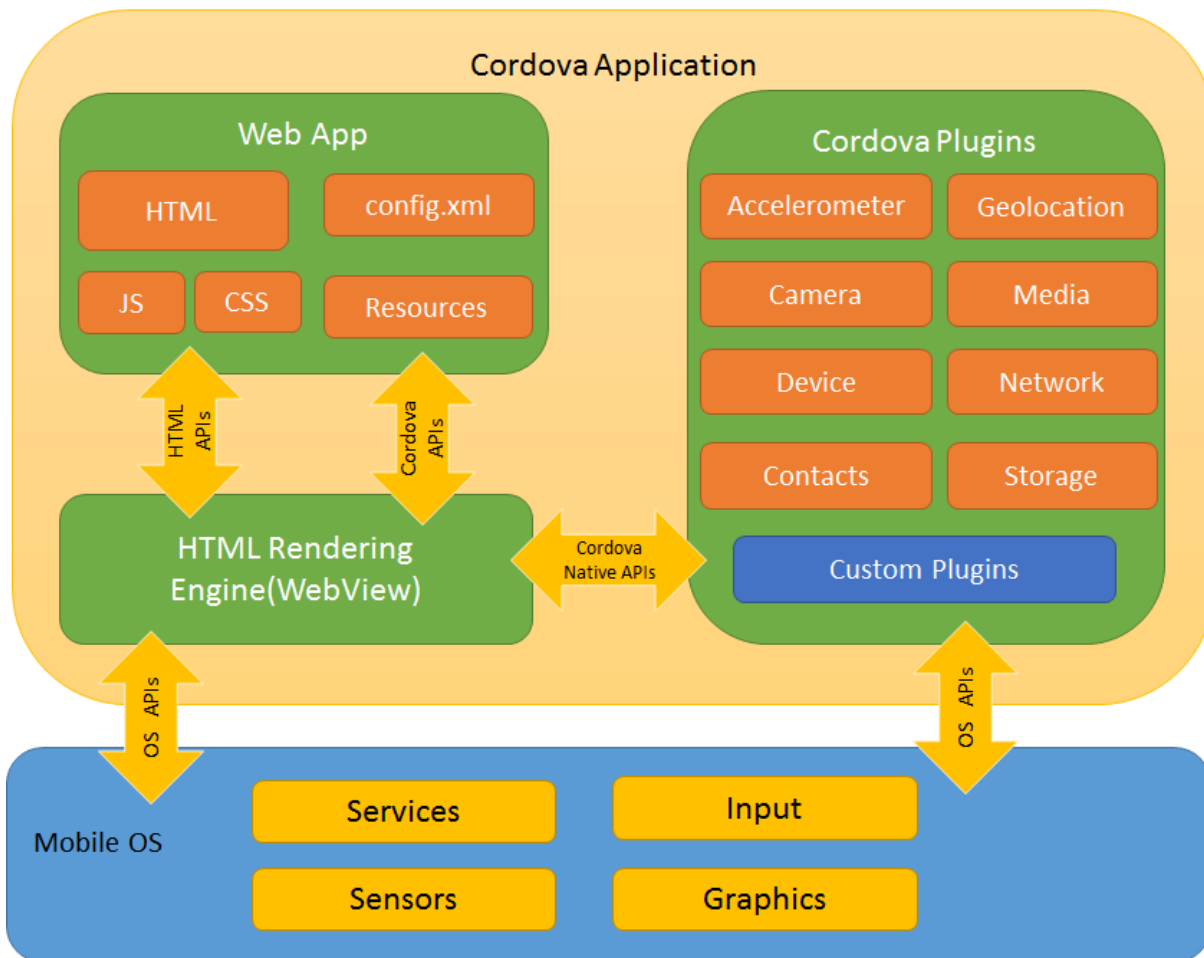 Cordova Application
Web App
HTML
config.xml
JS
CSS
Resources
HTML
APIs
Cordova
APIs
HTML Rendering
Engine(WebView)
Cordova
Native APIs
Cordova Plugins
Accelerometer
Geolocation
Camera
Media
Device
Network
Contacts
Storage
Custom Plugins
OS APIs
OS APIs
Mobile OS
Services
Input
Sensors
Graphics